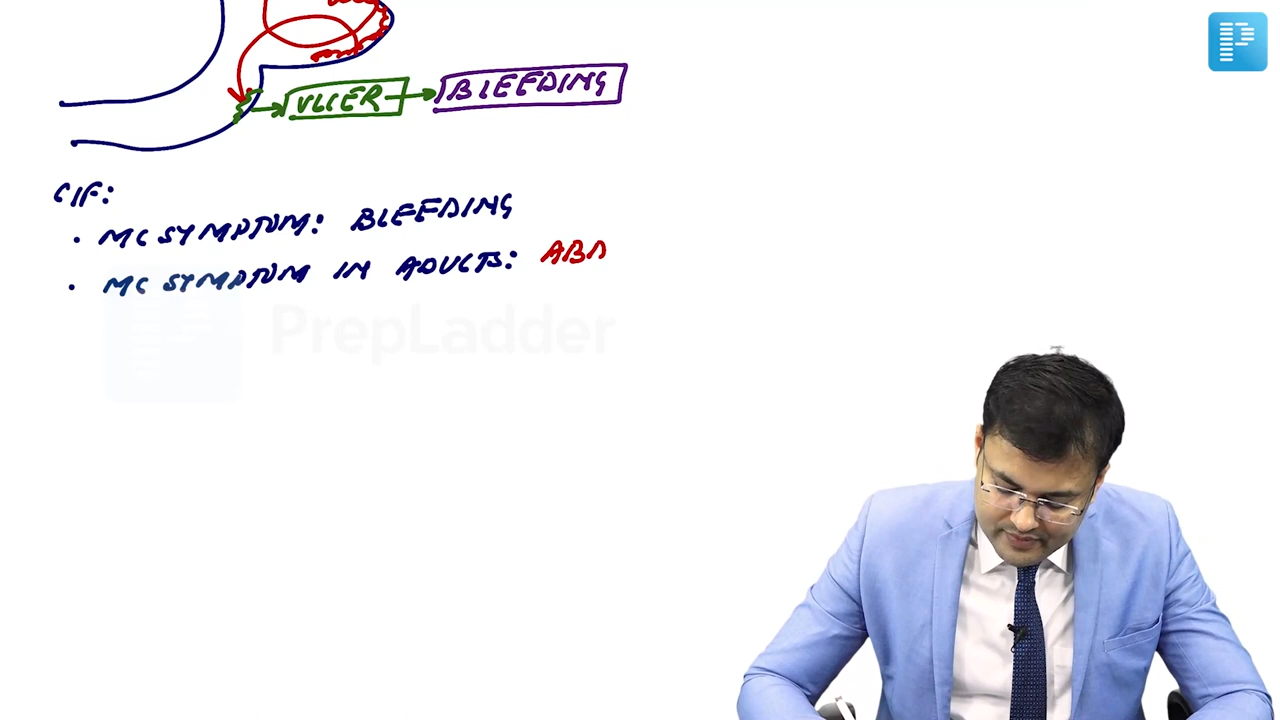 ULCER BLEEDING
C/F:
• MC SYMPTOM: BLEEDING
• MC SYMPTOM IN ADULTS: ABD
PrepLadder